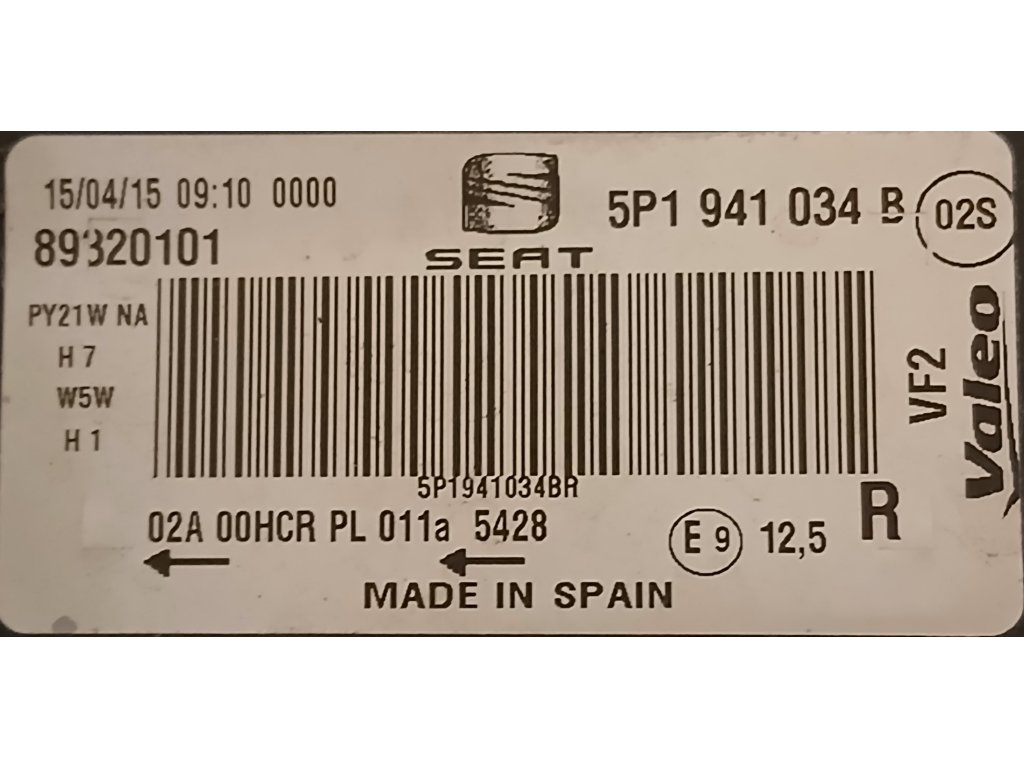 15/04/15 09:10 0000
89320101
SEAT
5P1 941 034 B
02S
PY21W NA
H 7
W5W
H 1
VF2
Valeo
5P1941034BR
02A 00HCR PL 011a 5428
E 9
12,5
R
MADE IN SPAIN